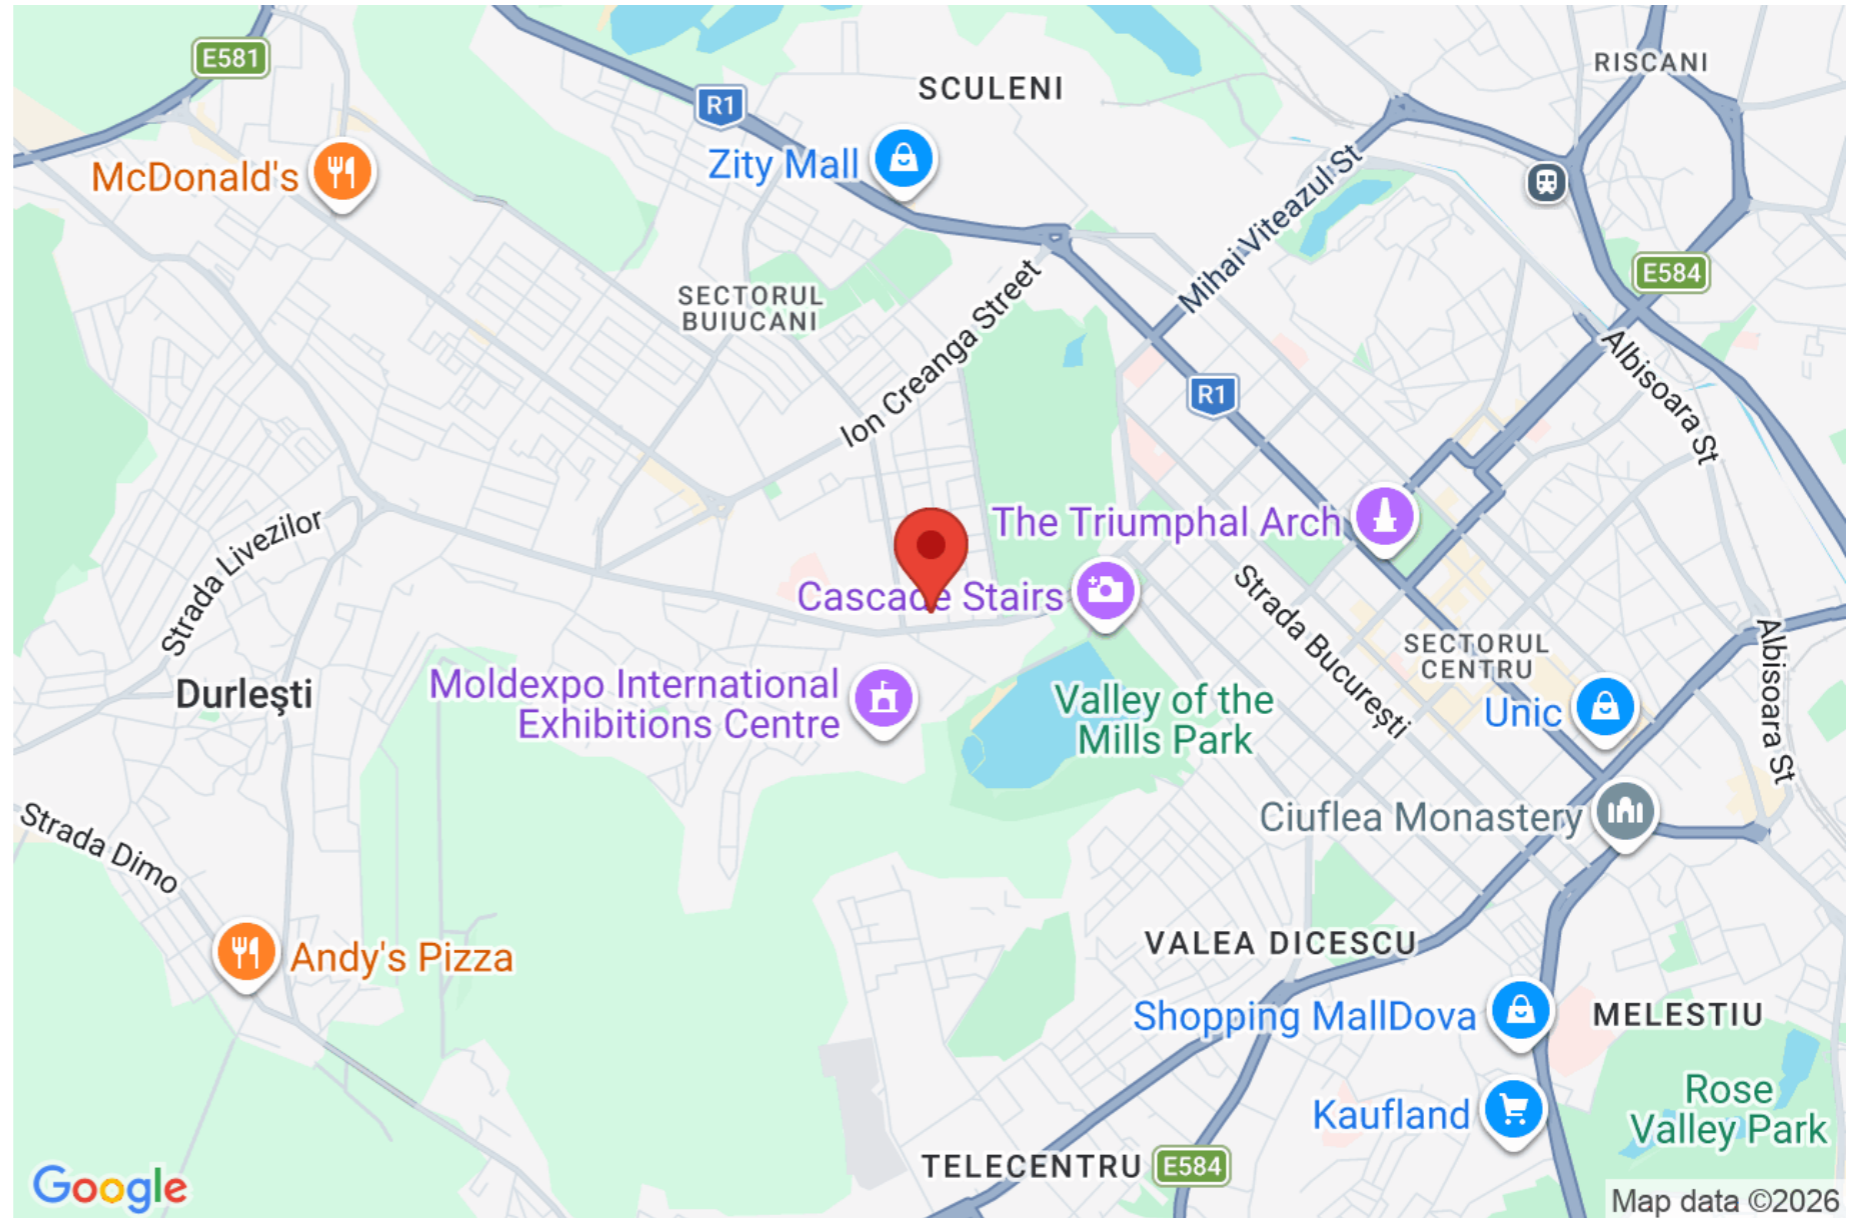 E581
R1
SCULENI
RISCANI
McDonald's
Zity Mall
Mihai Viteazul St
E584
SECTORUL
BUIUCANI
Ion Creanga Street
R1
Albisoara St
Strada Livezilor
The Triumphal Arch
Cascade Stairs
Strada București
SECTORUL
CENTRU
Albisoara St
Durleşti
Moldexpo International
Exhibitions Centre
Valley of the
Mills Park
Unic
Strada Dimo
Ciuflea Monastery
Andy's Pizza
VALEA DICESCU
Shopping MallDova
MELESTIU
Kaufland
Rose
Valley Park
TELECENTRU
E584
Google
Map data ©2026